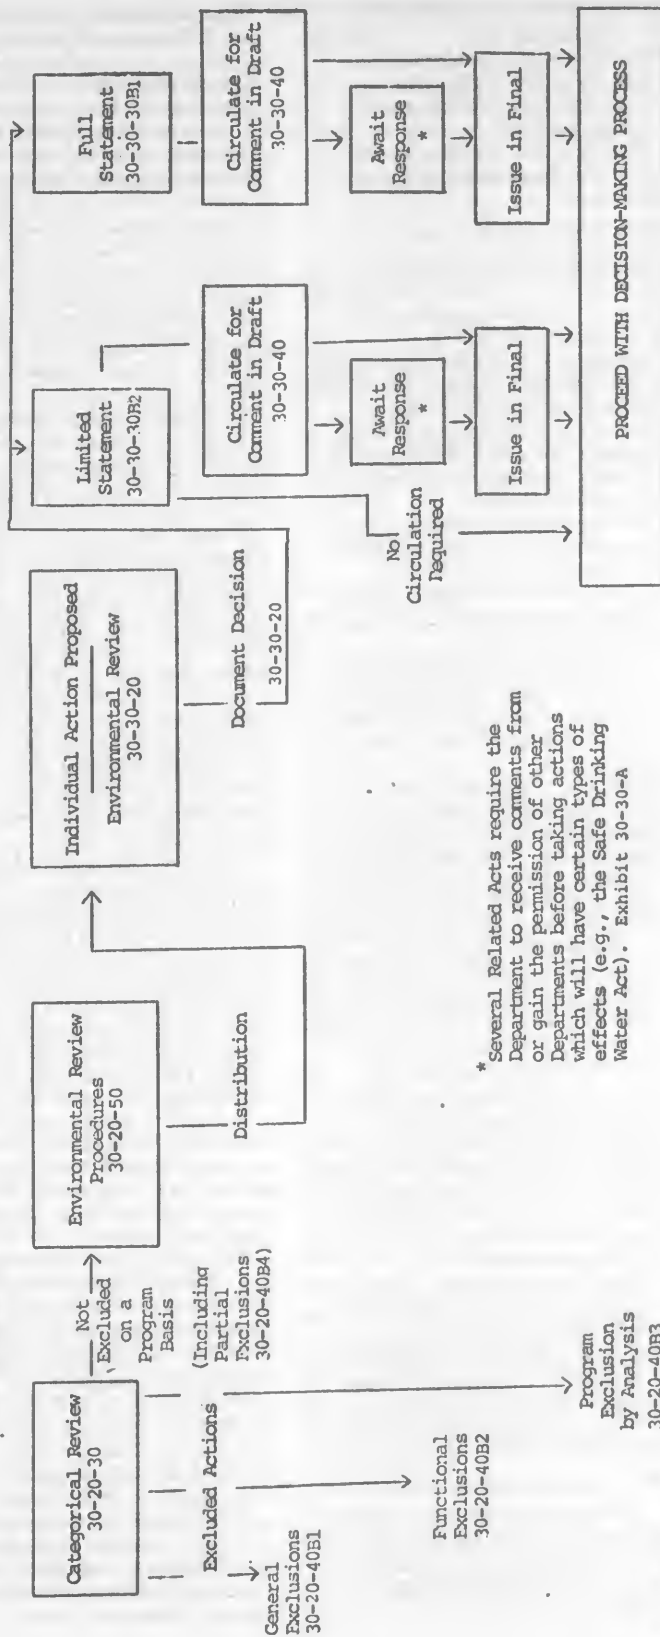 Categorical Review
30-20-30
Not
Excluded
on a
Program
Basis
(Including
Partial
Exclusions
30-20-40B4)
Excluded Actions
General
Exclusions
30-20-40B1
Functional
Exclusions
30-20-40B2
Program
Exclusion
by Analysis
30-20-40B3
Environmental Review
Procedures
30-20-50
Distribution
Individual Action Proposed
Environmental Review
30-30-20
Document Decision
30-30-20
Limited
Statement
30-30-30B2
No
Circulation
Required
Circulate for
Comment in Draft
30-30-40
Await
Response
*
Issue in Final
Full
Statement
30-30-30B1
Circulate for
Comment in Draft
30-30-40
Await
Response
*
Issue in Final
PROCEED WITH DECISION-MAKING PROCESS
* Several Related Acts require the
Department to receive comments from
or gain the permission of other
Departments before taking actions
which will have certain types of
effects (e.g., the Safe Drinking
Water Act). Exhibit 30-30-A